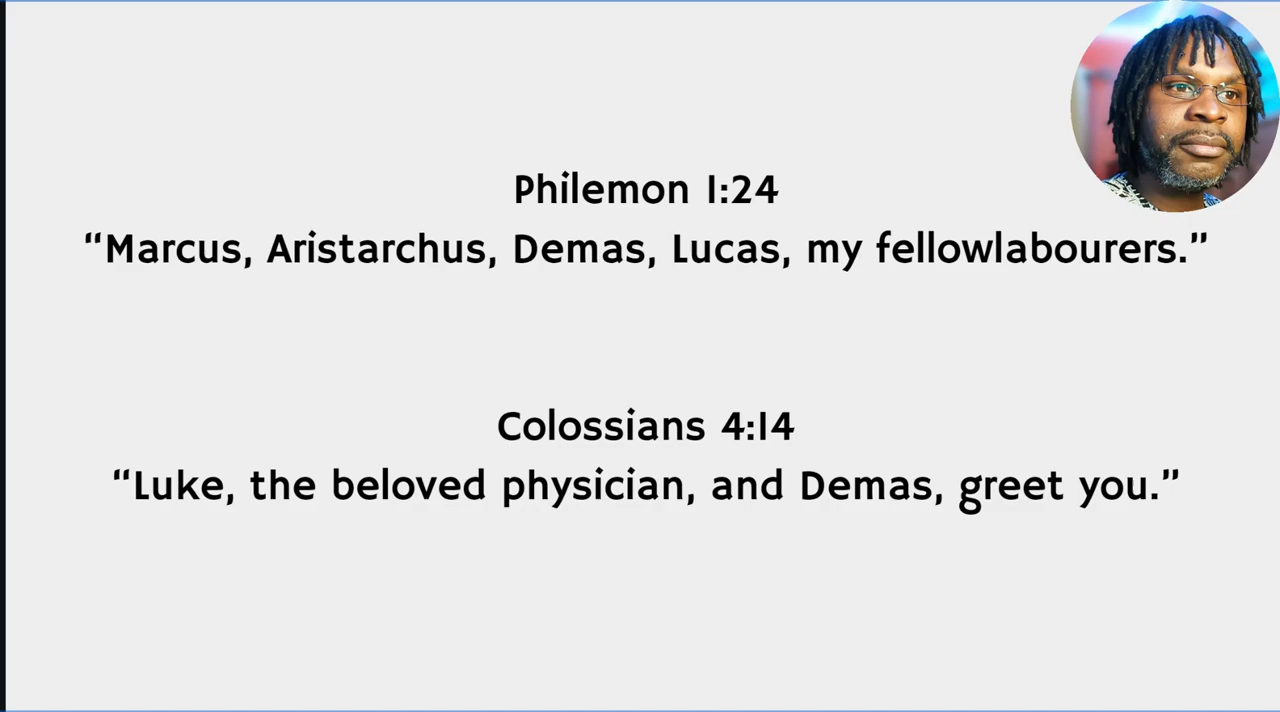 Philemon 1:24
“Marcus, Aristarchus, Demas, Lucas, my fellowlabourers.”
Colossians 4:14
“Luke, the beloved physician, and Demas, greet you.”